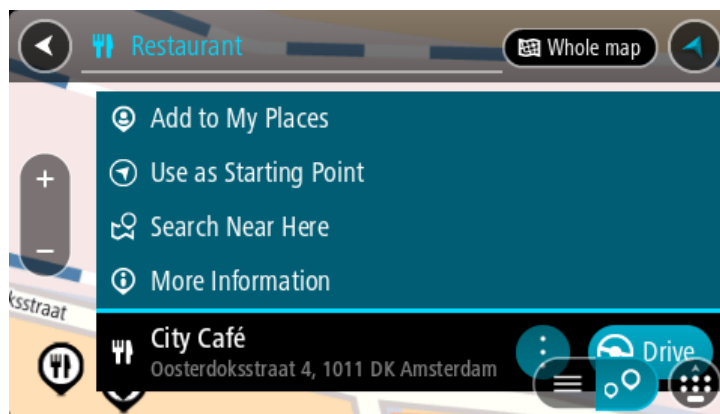 Restaurant
Whole map
Add to My Places
Use as Starting Point
Search Near Here
More Information
ksstraat
City Café
Oosterdoksstraat 4, 1011 DK Amsterdam
Drive